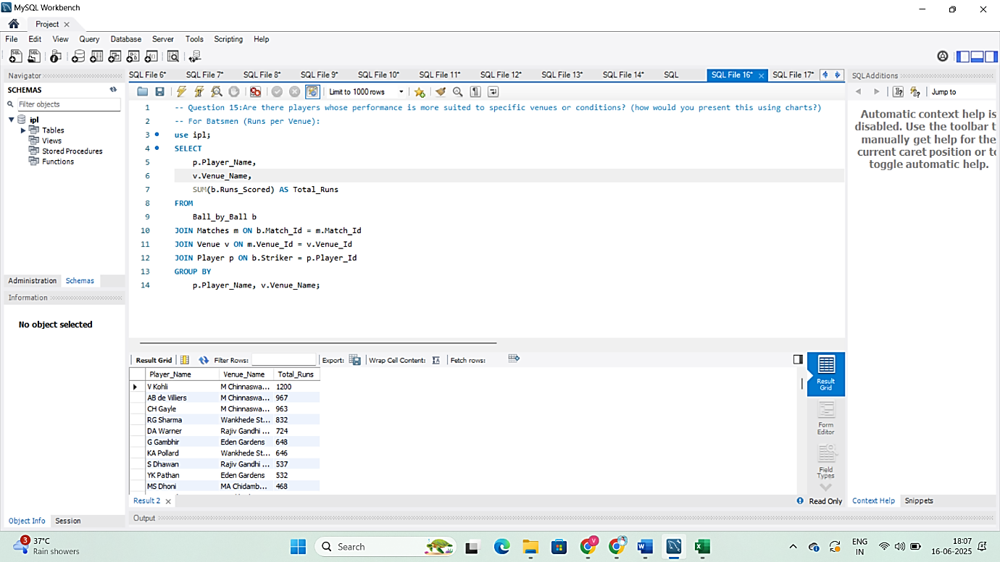 MySQL Workbench
Project
File Edit View Query Database Server Tools Scripting Help
Navigator
SCHEMAS
Filter objects
ipl
Tables
Views
Stored Procedures
Functions
Administration Schemas
Information
No object selected
Object Info Session
SQL File 6* SQL File 7* SQL File 8* SQL File 9* SQL File 10* SQL File 11* SQL File 12* SQL File 13* SQL File 14* SQL SQL File 16* SQL File 17*
Limit to 1000 rows
1 -- Question 15:Are there players whose performance is more suited to specific venues or conditions? (how would you present this using charts?)
2 -- For Batsmen (Runs per Venue):
3 use ipl;
4 SELECT
5 p.Player_Name,
6 v.Venue_Name,
7 SUM(b.Runs_Scored) AS Total_Runs
8 FROM
9 Ball_by_Ball b
10 JOIN Matches m ON b.Match_Id = m.Match_Id
11 JOIN Venue v ON m.Venue_Id = v.Venue_Id
12 JOIN Player p ON b.Striker = p.Player_Id
13 GROUP BY
14 p.Player_Name, v.Venue_Name;
Result Grid Filter Rows: Export: Wrap Cell Content: Fetch rows:
Player_Name Venue_Name Total_Runs
V Kohli M Chinnaswa... 1200
AB de Villiers M Chinnaswa... 967
CH Gayle M Chinnaswa... 963
RG Sharma Wankhede St... 832
DA Warner Rajiv Gandhi ... 724
G Gambhir Eden Gardens 648
KA Pollard Wankhede St... 646
S Dhawan Rajiv Gandhi ... 537
YK Pathan Eden Gardens 532
MS Dhoni MA Chidamb... 468
Result Grid
Form Editor
Field Types
Result 2
Read Only
Output
SQLAdditions
Jump to
Automatic context help is
disabled. Use the toolbar t
manually get help for the
current caret position or to
toggle automatic help.
Context Help Snippets
3
37°C
Rain showers
Search
V
ENG
IN
18:07
16-06-2025